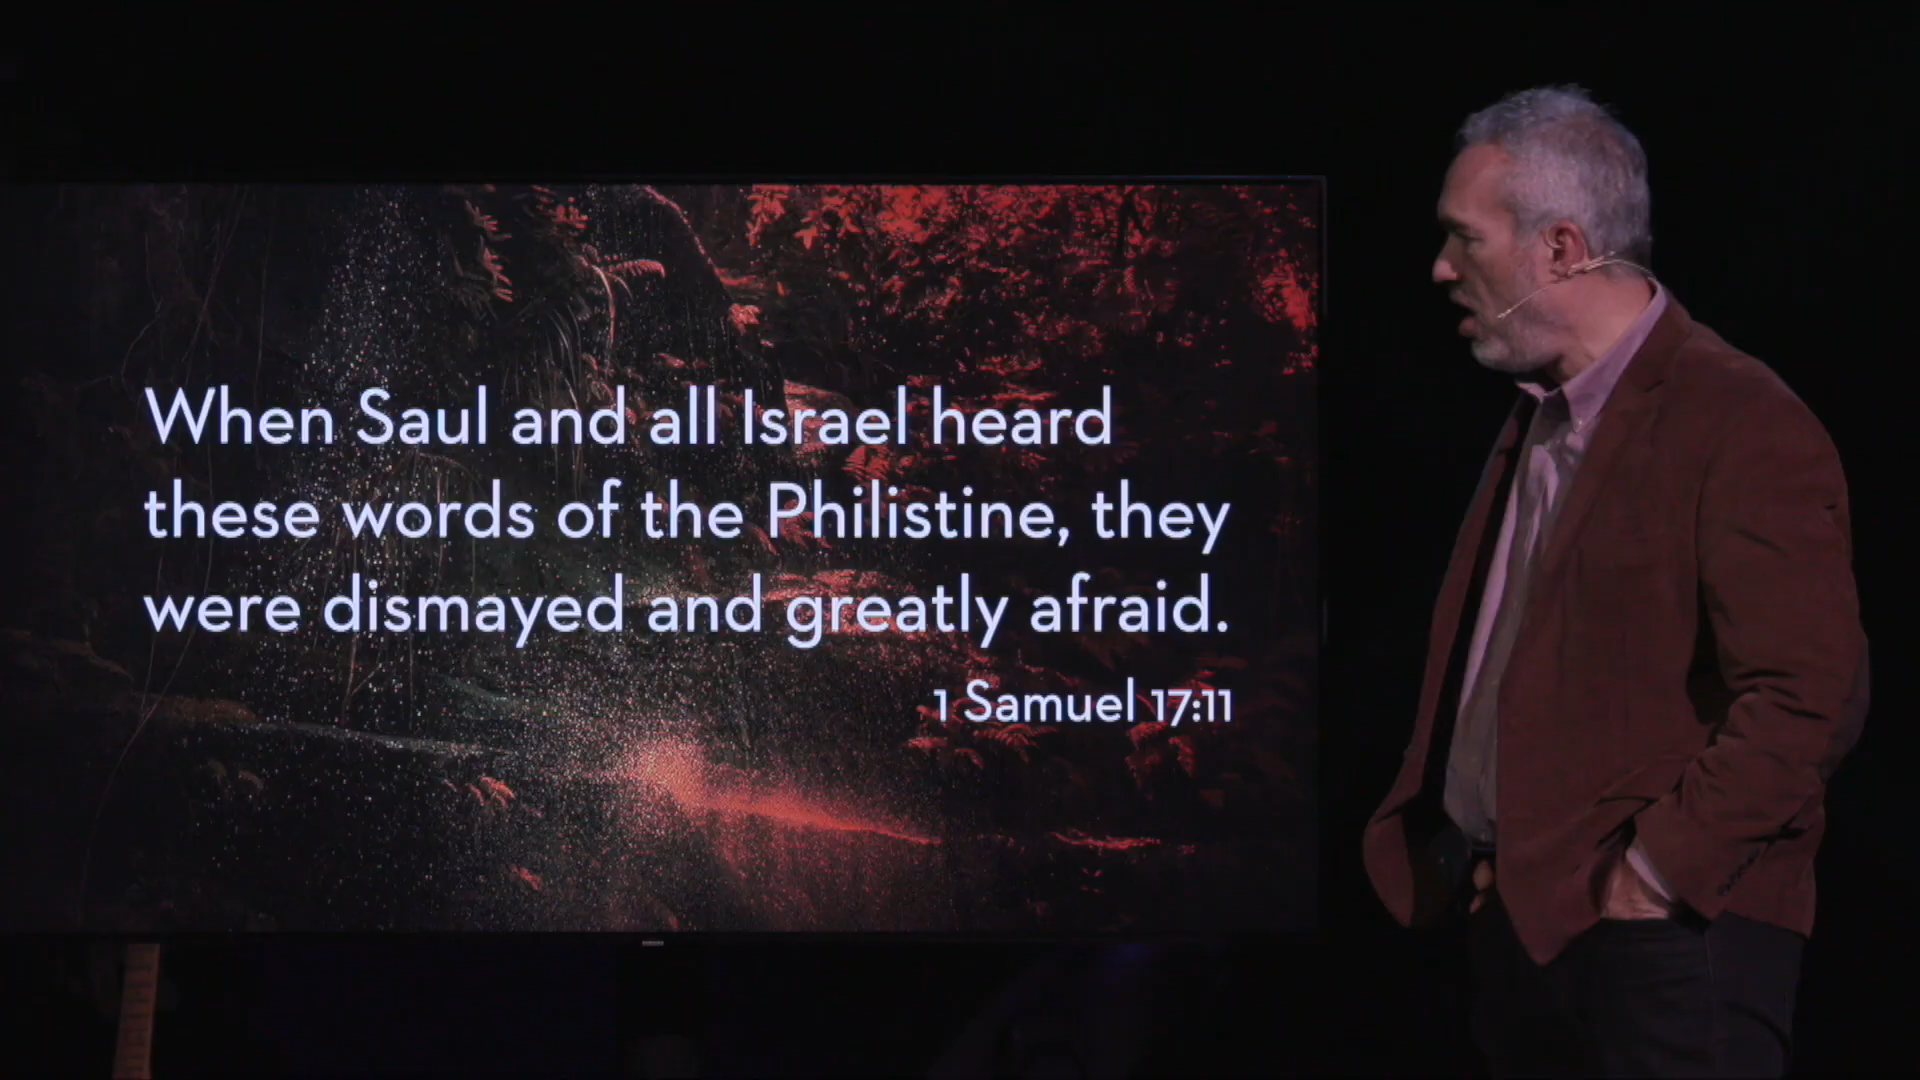 When Saul and all Israel heard
these words of the Philistine, they
were dismayed and greatly afraid.
1 Samuel 17:11